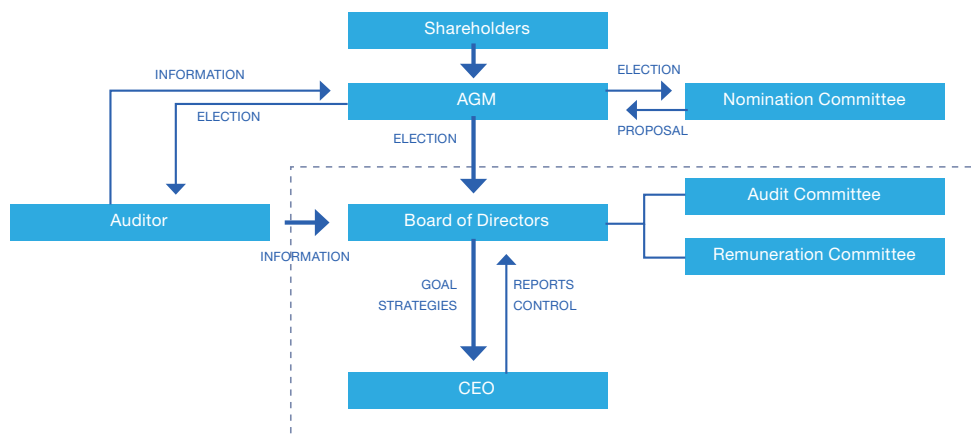 Shareholders
INFORMATION
ELECTION
AGM
Nomination Committee
ELECTION
PROPOSAL
ELECTION
Audit Committee
Auditor
Board of Directors
INFORMATION
Remuneration Committee
GOAL
STRATEGIES
REPORTS
CONTROL
CEO